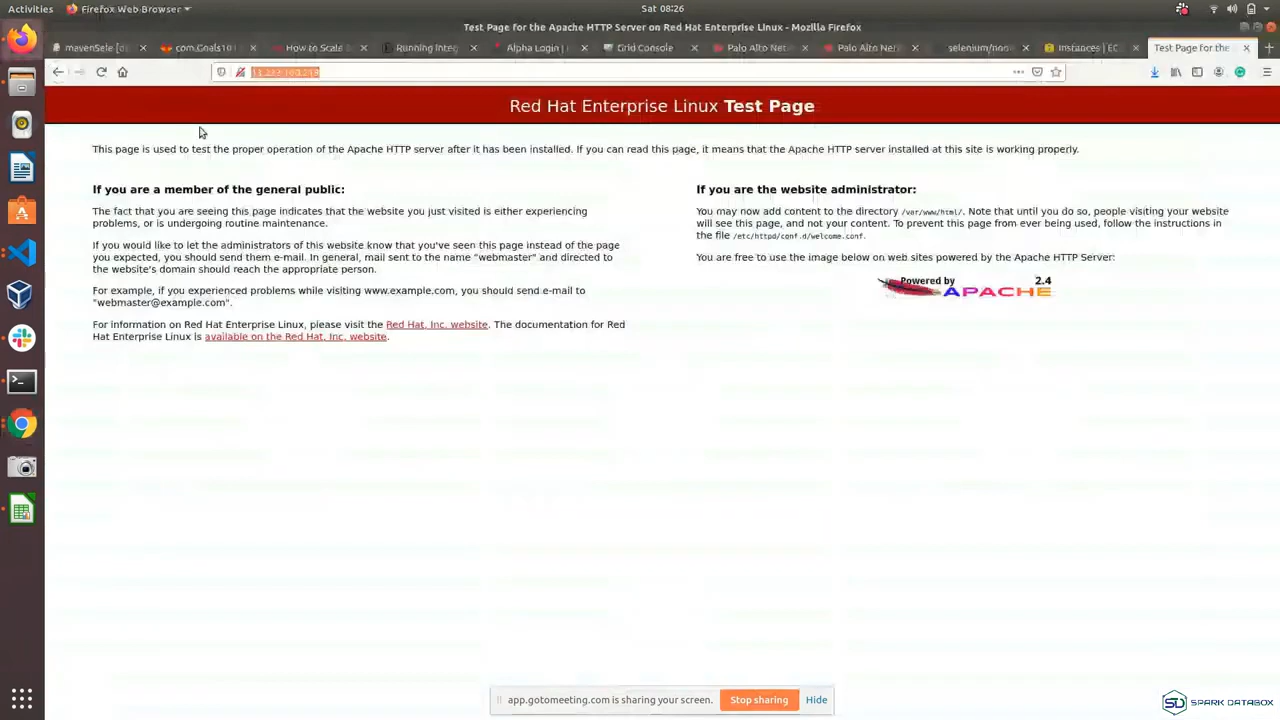 Activities Firefox Web Browser Sat 08:26
Test Page for the Apache HTTP Server on Red Hat Enterprise Linux - Mozilla Firefox
mavenSele [ com.Goals10 How to Scale Running Integ Alpha Login | Grid Console Palo Alto Net Palo Alto Net selenium/nod Instances | EC Test Page for the
Red Hat Enterprise Linux Test Page
This page is used to test the proper operation of the Apache HTTP server after it has been installed. If you can read this page, it means that the Apache HTTP server installed at this site is working properly.
If you are a member of the general public:
The fact that you are seeing this page indicates that the website you just visited is either experiencing
problems, or is undergoing routine maintenance.
If you would like to let the administrators of this website know that you've seen this page instead of the page
you expected, you should send them e-mail. In general, mail sent to the name "webmaster" and directed to
the website's domain should reach the appropriate person.
For example, if you experienced problems while visiting www.example.com, you should send e-mail to
"webmaster@example.com".
For information on Red Hat Enterprise Linux, please visit the Red Hat, Inc. website. The documentation for Red
Hat Enterprise Linux is available on the Red Hat, Inc. website.
If you are the website administrator:
You may now add content to the directory /var/www/html/. Note that until you do so, people visiting your website
will see this page, and not your content. To prevent this page from ever being used, follow the instructions in
the file /etc/httpd/conf.d/welcome.conf.
You are free to use the image below on web sites powered by the Apache HTTP Server:
Powered by 2.4
APACHE
app.gotomeeting.com is sharing your screen. Stop sharing Hide
SD SPARK DATABOX